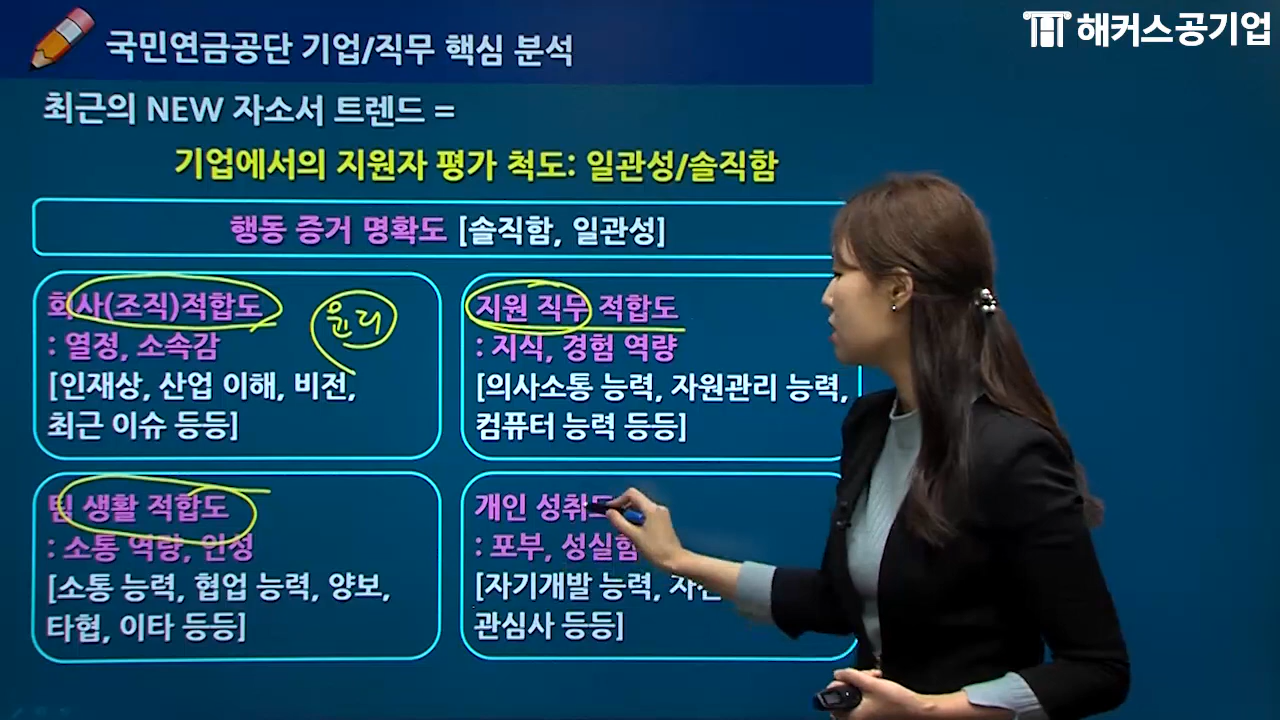 국민연금공단 기업/직무 핵심 분석
해커스공기업
최근의 NEW 자소서 트렌드 =
기업에서의 지원자 평가 척도: 일관성/솔직함
행동 증거 명확도 [솔직함, 일관성]
회사(조직)적합도
윤리
: 열정, 소속감
[인재상, 산업 이해, 비전,
최근 이슈 등등]
지원 직무 적합도
: 지식, 경험 역량
[의사소통 능력, 자원관리 능력,
컴퓨터 능력 등등]
팀 생활 적합도
: 소통 역량, 인성
[소통 능력, 협업 능력, 양보,
타협, 이타 등등]
개인 성취도
: 포부, 성실함
[자기개발 능력,
관심사 등등]